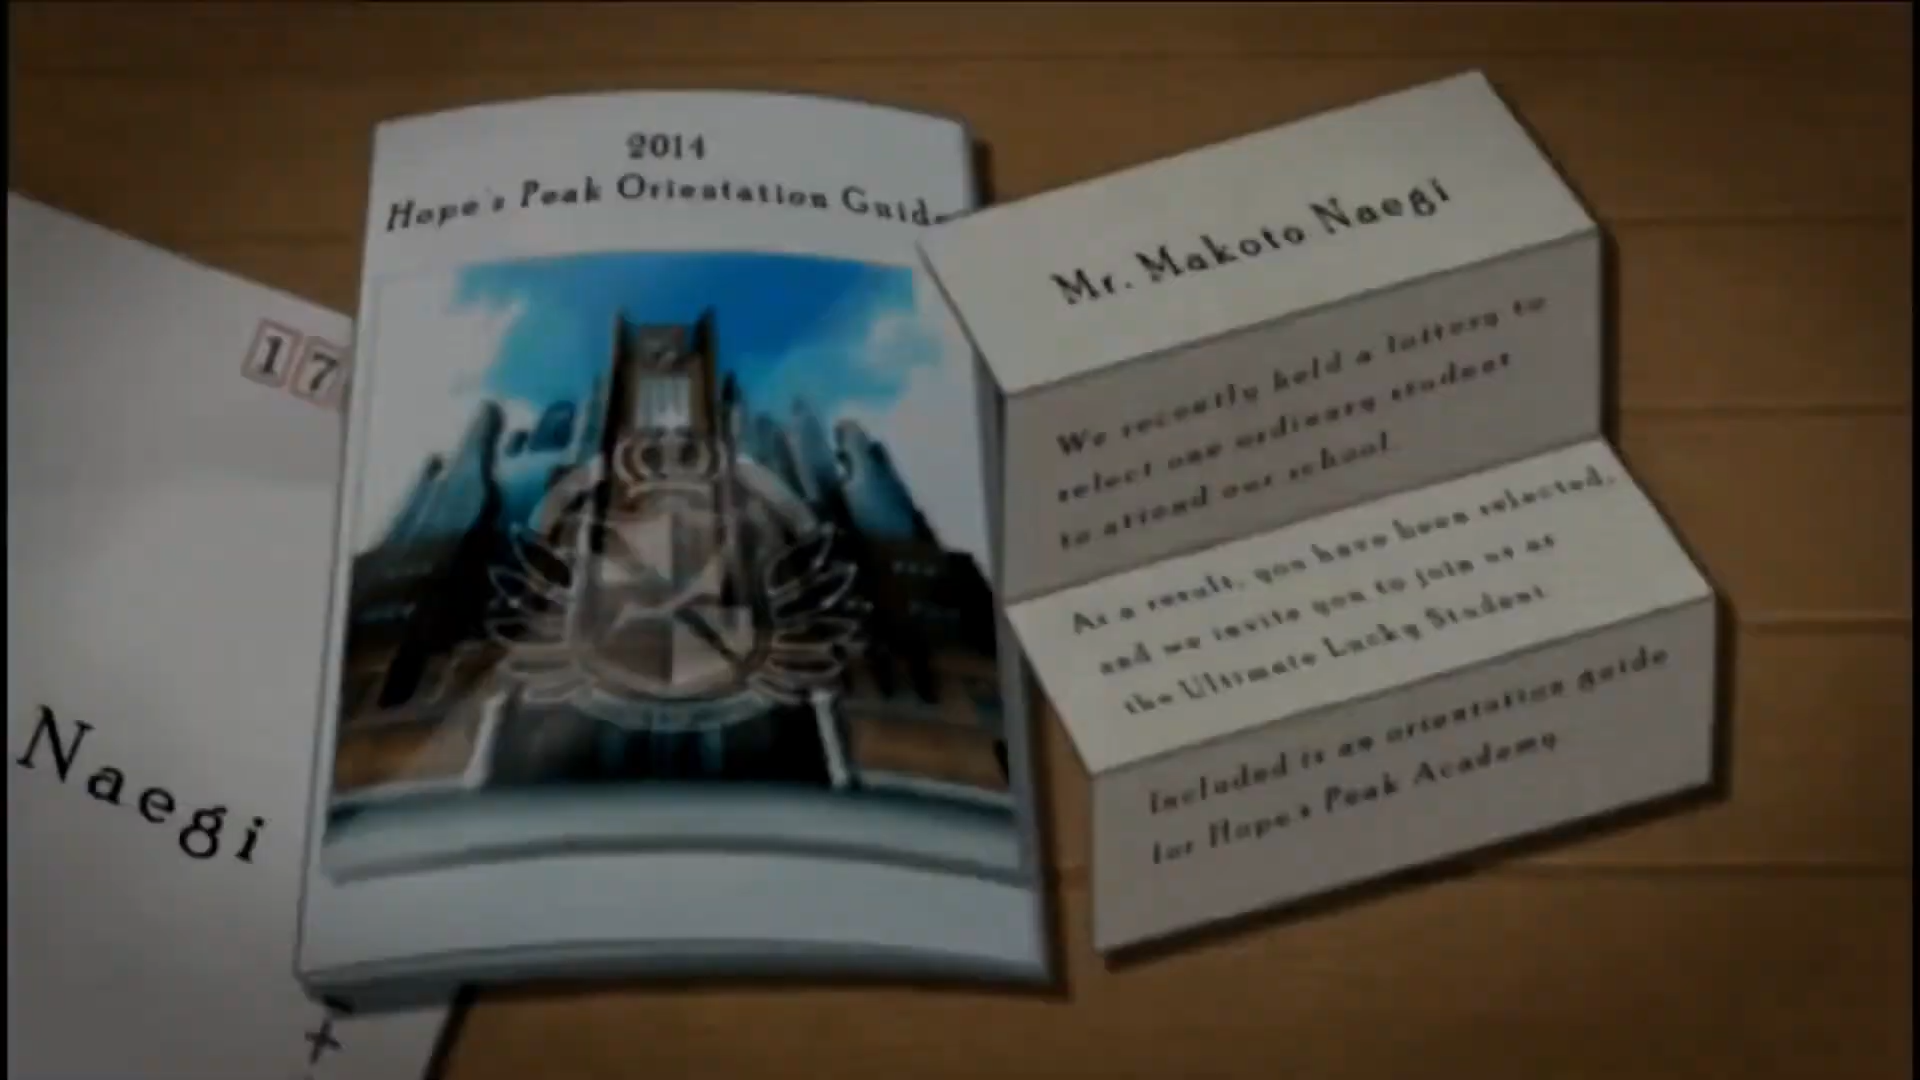 2014
Hope's Peak Orientation Guide
17
Naegi
Mr. Makoto Naegi
We recently held a lottery to
select one ordinary student
to attend our school.
As a result, you have been selected,
and we invite you to join us as
the Ultimate Lucky Student.
Included is an orientation guide
for Hope's Peak Academy.